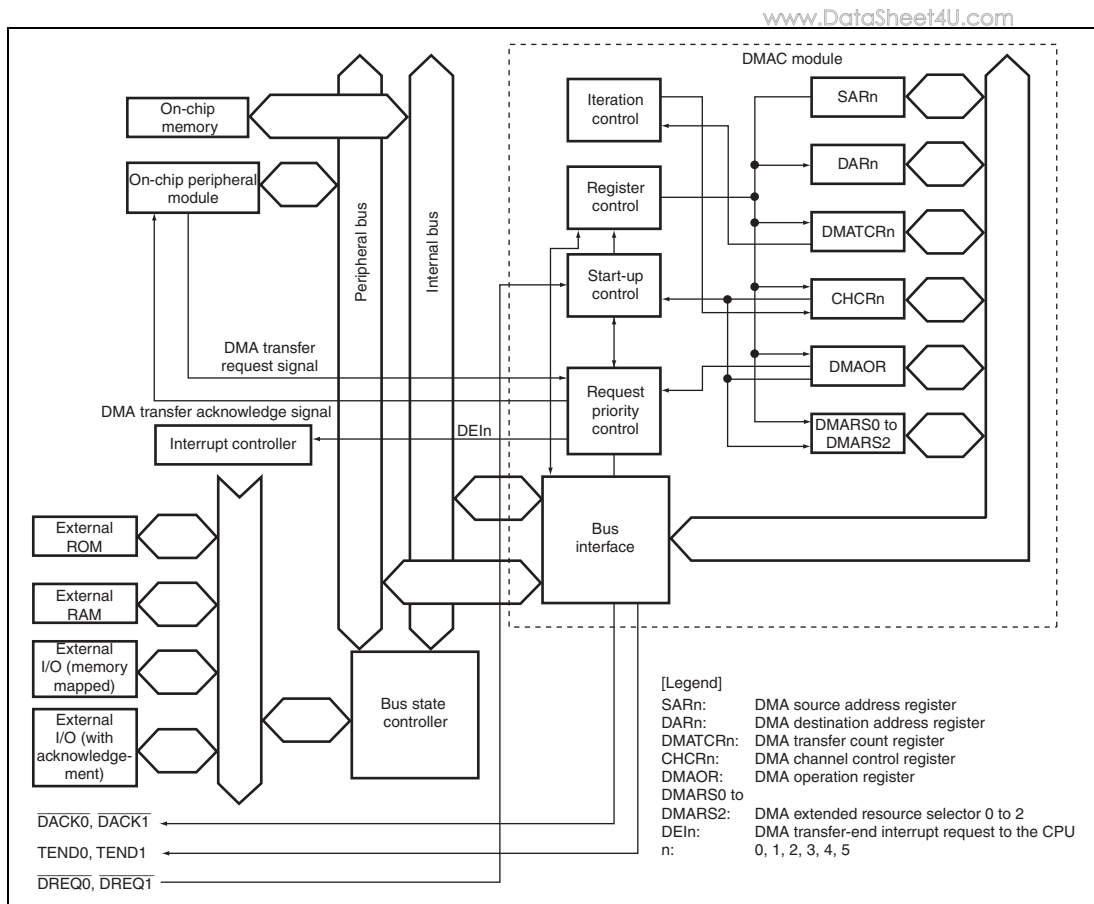 www.DataSheet4U.com
DMAC module
On-chip
memory
On-chip peripheral
module
Peripheral bus
Internal bus
Iteration
control
Register
control
Start-up
control
Request
priority
control
SARn
DARn
DMATCRn
CHCRn
DMAOR
DMARS0 to
DMARS2
DMA transfer
request signal
DMA transfer acknowledge signal
Interrupt controller
DEIn
Bus
interface
External
ROM
External
RAM
External
I/O (memory
mapped)
External
I/O (with
acknowledge-
ment)
Bus state
controller
DACK0, DACK1
TEND0, TEND1
DREQ0, DREQ1
[Legend]
SARn: DMA source address register
DARn: DMA destination address register
DMATCRn: DMA transfer count register
CHCRn: DMA channel control register
DMAOR: DMA operation register
DMARS0 to
DMARS2: DMA extended resource selector 0 to 2
DEIn: DMA transfer-end interrupt request to the CPU
n: 0, 1, 2, 3, 4, 5